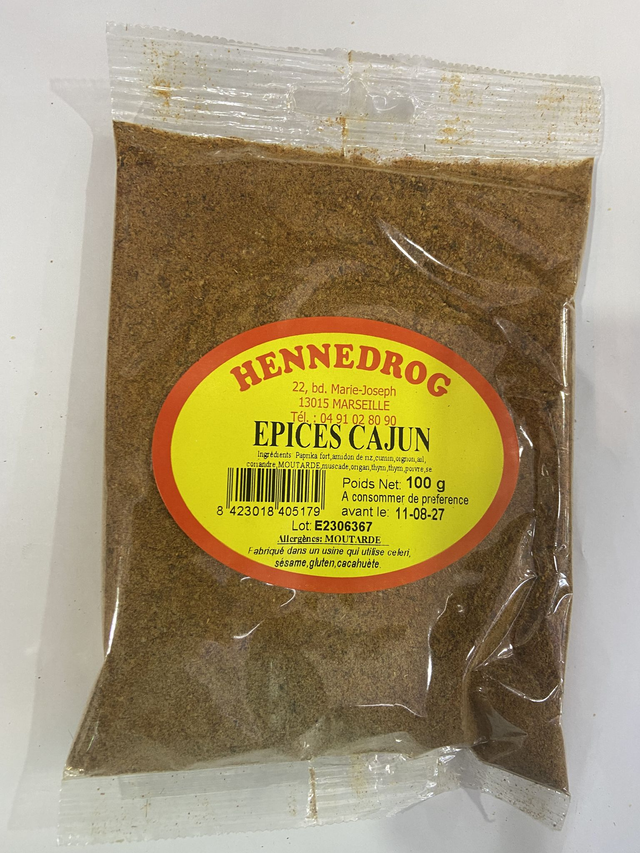 HENNEDROG
22, bd. Marie-Joseph
13015 MARSEILLE
Tél. : 04 91 02 80 90
EPICES CAJUN
Ingrédients: Paprika fort,amidon de riz,cumin,oignon,ail,
coriandre,MOUTARDE,muscade,origan,thym,thym,poivre,se
8 423018 405179
Poids Net: 100 g
A consommer de preference
avant le: 11-08-27
Lot: E2306367
Allergènes: MOUTARDE
Fabriqué dans un usine qui utilise celeri,
sésame,gluten,cacahuète.